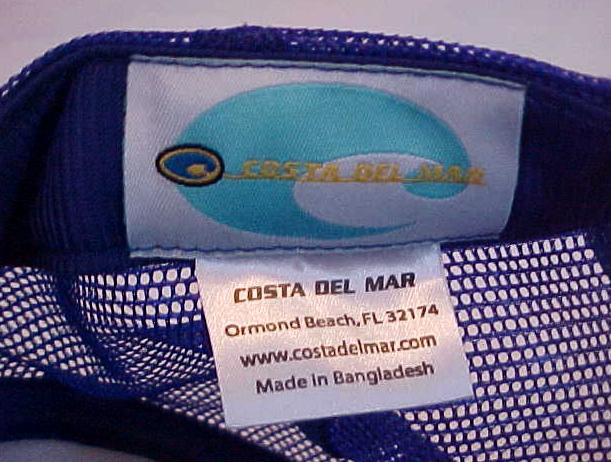 COSTA DEL MAR
COSTA DEL MAR
Ormond Beach, FL 32174
www.costadelmar.com
Made in Bangladesh